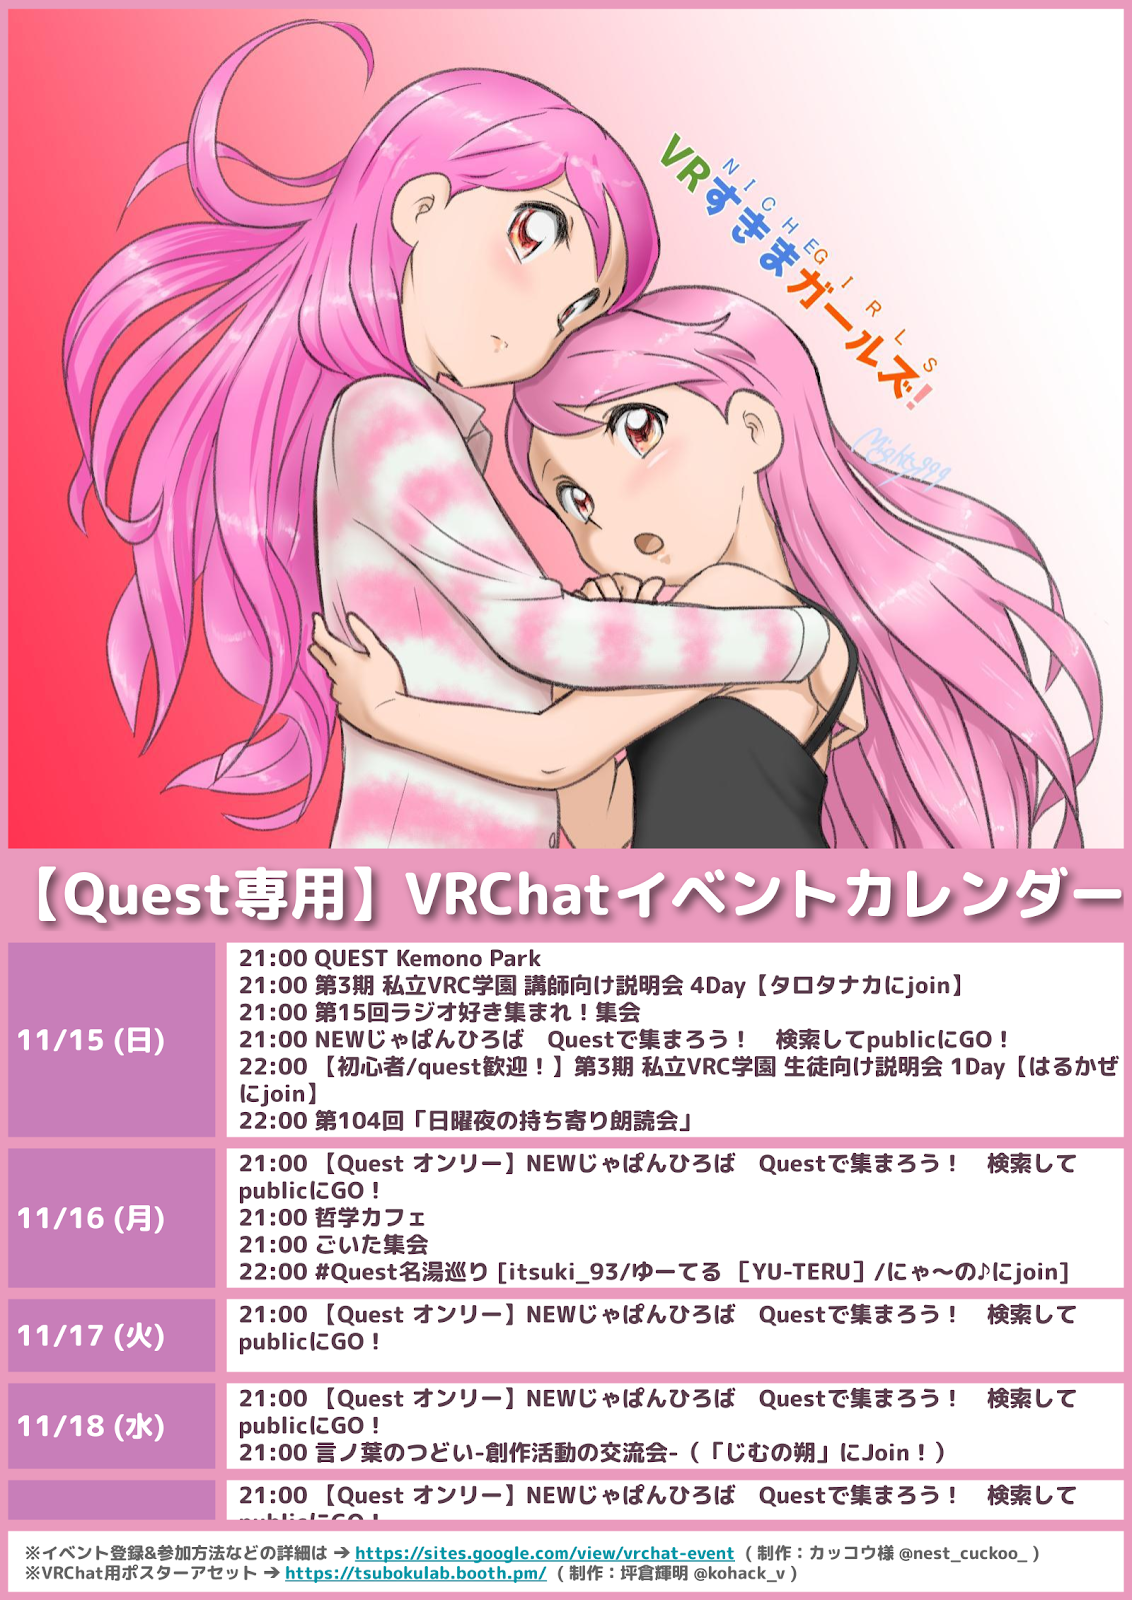 NICHE GIRLS
VRすきまガールズ!
Mighty999
【Quest専用】VRChatイベントカレンダー
11/15 (日)
21:00 QUEST Kemono Park
21:00 第3期 私立VRC学園 講師向け説明会 4Day【タロタナカにjoin】
21:00 第15回ラジオ好き集まれ！集会
21:00 NEWじゃぱんひろば　Questで集まろう！　検索してpublicにGO！
22:00 【初心者/quest歓迎！】第3期 私立VRC学園 生徒向け説明会 1Day【はるかぜ
にjoin】
22:00 第104回「日曜夜の持ち寄り朗読会」
11/16 (月)
21:00 【Quest オンリー】NEWじゃぱんひろば　Questで集まろう！　検索して
publicにGO！
21:00 哲学カフェ
21:00 ごいた集会
22:00 #Quest名湯巡り [itsuki_93/ゆーてる ［YU-TERU］/にゃ～の♪にjoin]
11/17 (火)
21:00 【Quest オンリー】NEWじゃぱんひろば　Questで集まろう！　検索して
publicにGO！
11/18 (水)
21:00 【Quest オンリー】NEWじゃぱんひろば　Questで集まろう！　検索して
publicにGO！
21:00 言ノ葉のつどい-創作活動の交流会-（「じむの朔」にJoin！）
21:00 【Quest オンリー】NEWじゃぱんひろば　Questで集まろう！　検索して
publicにGO！
※イベント登録&参加方法などの詳細は ➔ https://sites.google.com/view/vrchat-event （制作：カッコウ様 @nest_cuckoo_ ）
※VRChat用ポスターアセット ➔ https://tsubokulab.booth.pm/ （制作：坪倉輝明 @kohack_v ）